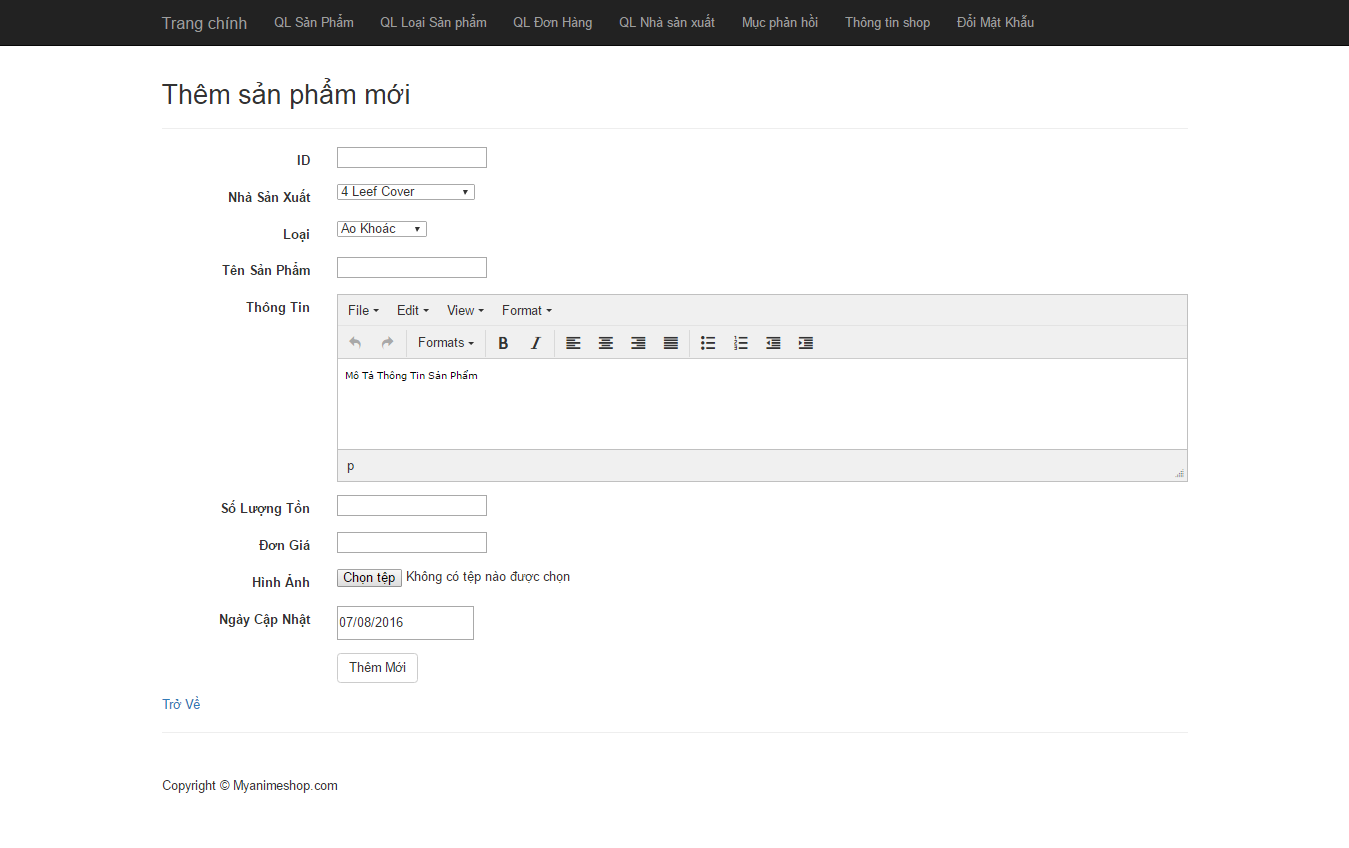 Trang chính QL Sản Phẩm QL Loại Sản phẩm QL Đơn Hàng QL Nhà sản xuất Mục phản hồi Thông tin shop Đổi Mật Khẩu
Thêm sản phẩm mới
ID
Nhà Sản Xuất 4 Leef Cover
Loại Ao Khoác
Tên Sản Phẩm
Thông Tin File Edit View Format
Formats B I
Mô Tả Thông Tin Sản Phẩm
p
Số Lượng Tồn
Đơn Giá
Hình Ảnh Chọn tệp Không có tệp nào được chọn
Ngày Cập Nhật 07/08/2016
Thêm Mới
Trở Về
Copyright © Myanimeshop.com